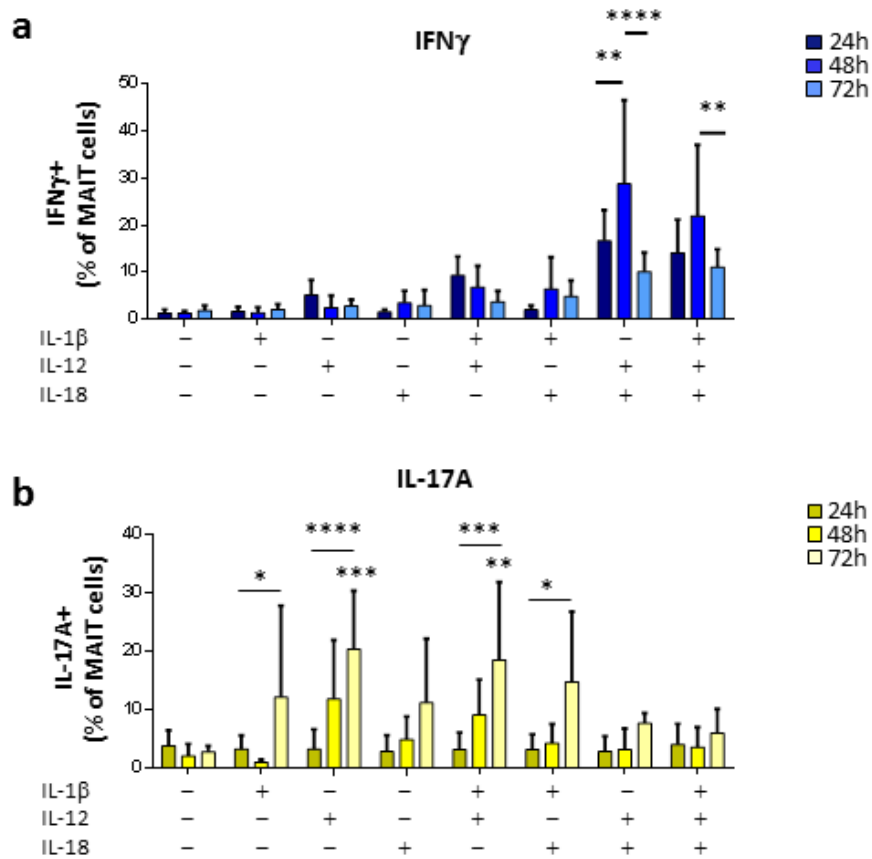 a
IFNγ
****
**
**
24h
48h
72h
50
40
30
20
10
0
IFNγ+
(% of MAIT cells)
IL-1β − + − − + + − +
IL-12 − − + − + − + +
IL-18 − − − + − + + +
b
IL-17A
24h
48h
72h
40
30
20
10
0
IL-17A+
(% of MAIT cells)
*
****
***
***
**
*
IL-1β − + − − + + − +
IL-12 − − + − + − + +
IL-18 − − − + − + + +